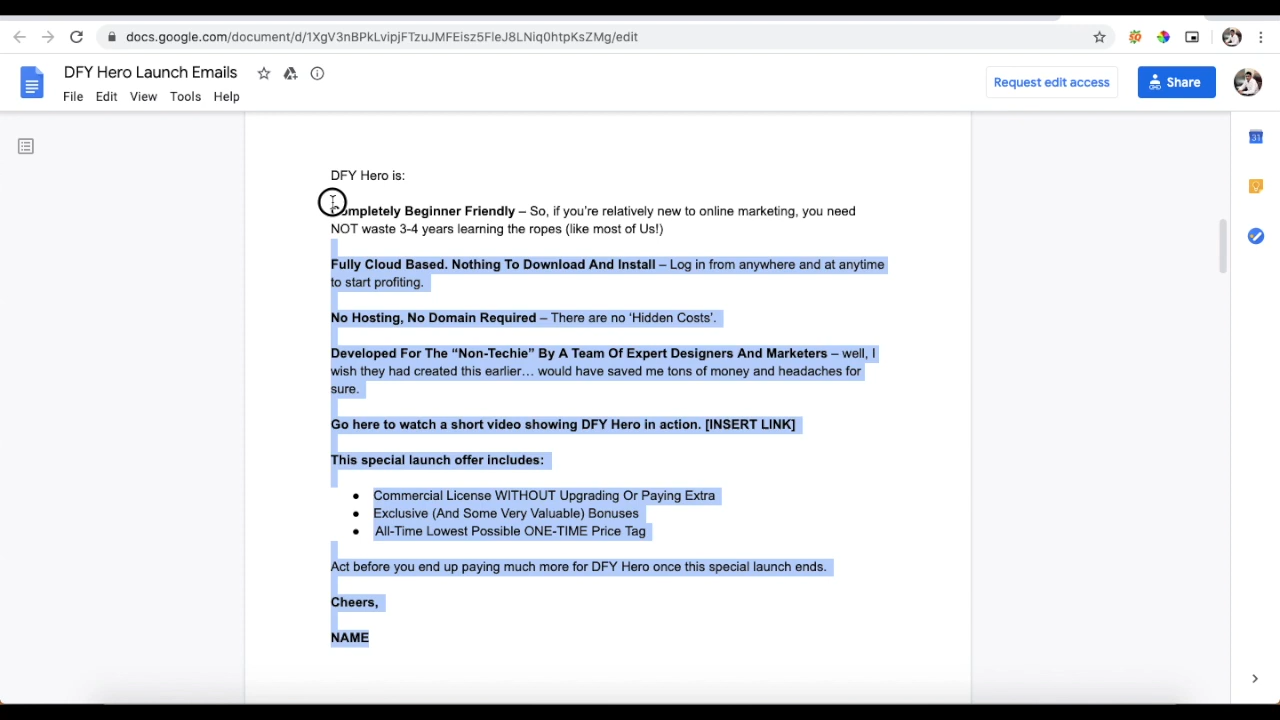 docs.google.com/document/d/1XgV3nBPkLvipjFTzuJMFEisz5FleJ8LNiq0htpKsZMg/edit
DFY Hero Launch Emails
File Edit View Tools Help
Request edit access
Share
31
DFY Hero is:
Completely Beginner Friendly – So, if you’re relatively new to online marketing, you need
NOT waste 3-4 years learning the ropes (like most of Us!)
Fully Cloud Based. Nothing To Download And Install – Log in from anywhere and at anytime
to start profiting.
No Hosting, No Domain Required – There are no ‘Hidden Costs’.
Developed For The “Non-Techie” By A Team Of Expert Designers And Marketers – well, I
wish they had created this earlier… would have saved me tons of money and headaches for
sure.
Go here to watch a short video showing DFY Hero in action. [INSERT LINK]
This special launch offer includes:
● Commercial License WITHOUT Upgrading Or Paying Extra
● Exclusive (And Some Very Valuable) Bonuses
● All-Time Lowest Possible ONE-TIME Price Tag
Act before you end up paying much more for DFY Hero once this special launch ends.
Cheers,
NAME